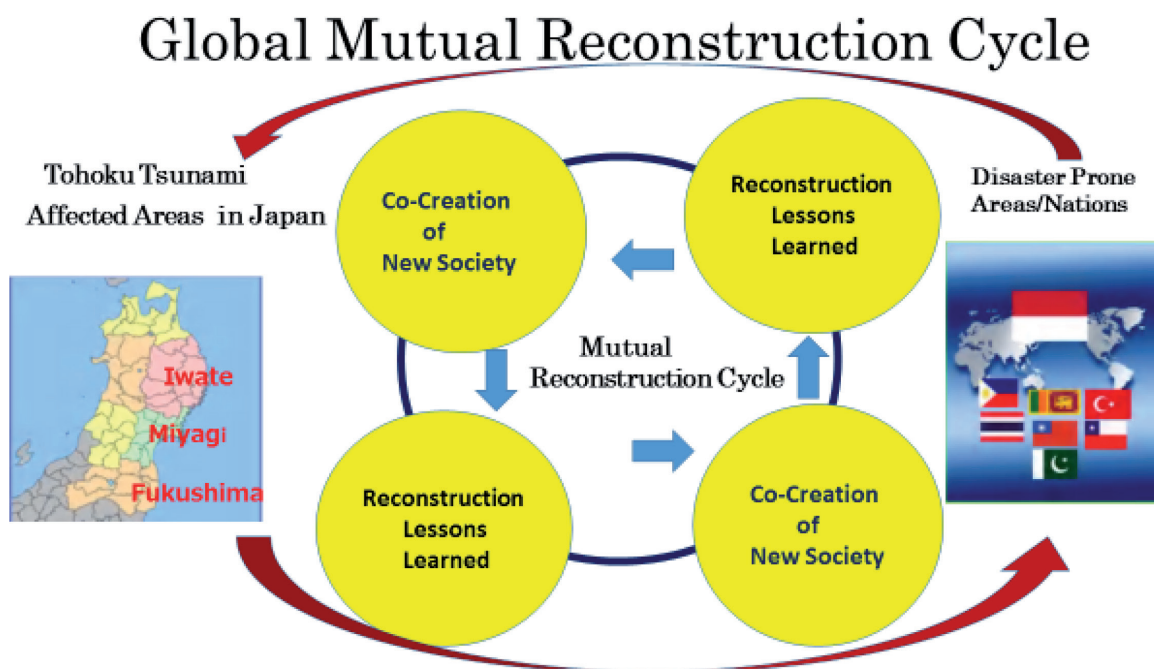 Global Mutual Reconstruction Cycle
Tohoku Tsunami
Affected Areas in Japan
Co-Creation
of
New Society
Reconstruction
Lessons
Learned
Disaster Prone
Areas/Nations
Mutual
Reconstruction Cycle
Iwate
Miyagi
Fukushima
Reconstruction
Lessons
Learned
Co-Creation
of
New Society